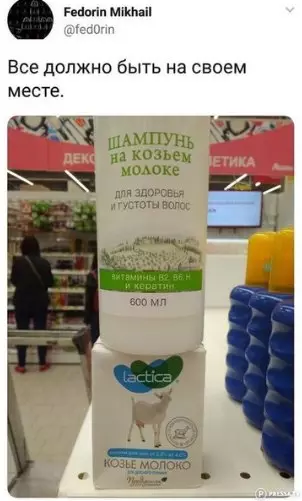 Fedorin Mikhail
@fed0rin
Все должно быть на своем
месте.
ДЕКО
ЕТИКА
ШАМПУНЬ
на козьем
молоке
ДЛЯ ЗДОРОВЬЯ
И ГУСТОТЫ ВОЛОС
ВИТАМИНЫ B2, B6, H
И КЕРАТИН
600 МЛ
Lactica
КОЗЬЕ МОЛОКО